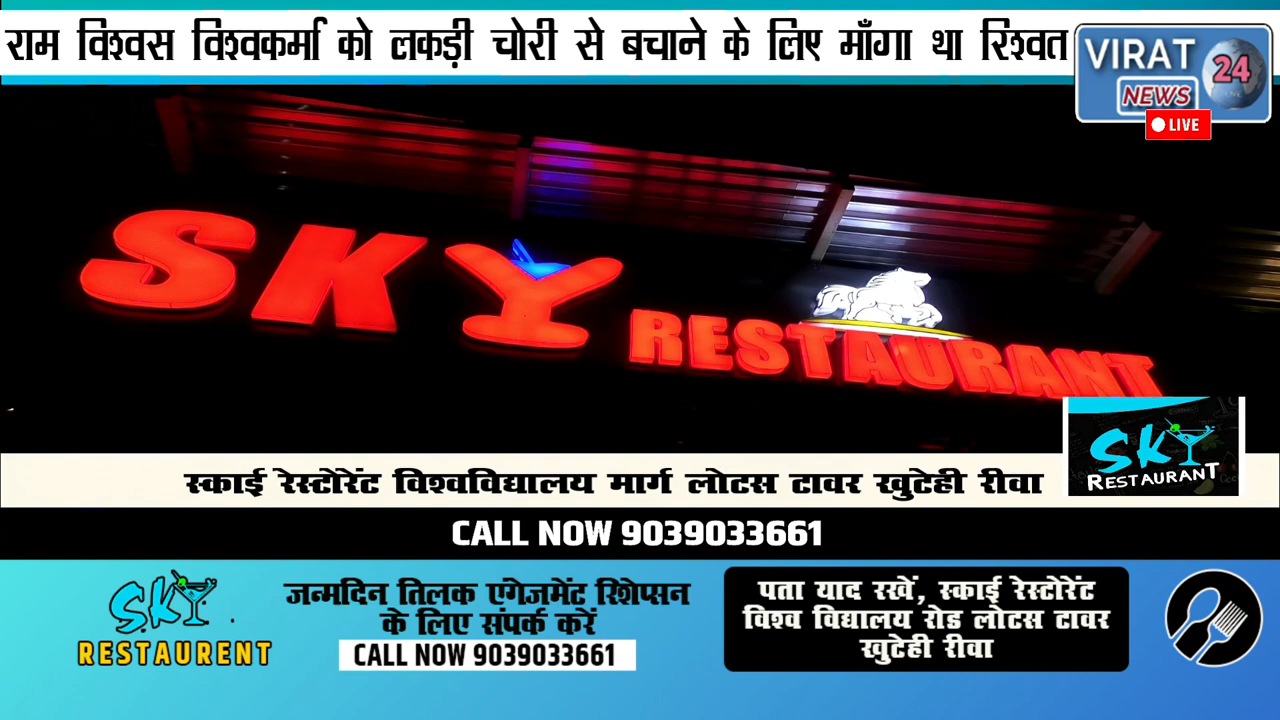 राम विश्वस विश्वकर्मा को लकड़ी चोरी से बचाने के लिए माँगा था रिश्वत
VIRAT
24
NEWS
LIVE
SKY RESTAURANT
SKY
RESTAURANT
स्काई रेस्टोरेंट विश्वविद्यालय मार्ग लोटस टावर खुटेही रीवा
CALL NOW 9039033661
SKY
RESTAURENT
जन्मदिन तिलक एंगेजमेंट रिशेप्सन
के लिए संपर्क करें
CALL NOW 9039033661
पता याद रखें, स्काई रेस्टोरेंट
विश्व विद्यालय रोड लोटस टावर
खुटेही रीवा